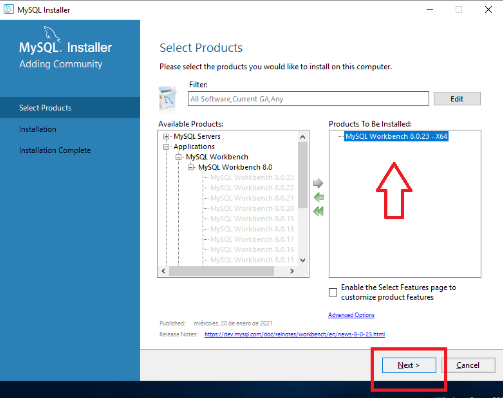 MySQL Installer
MySQL. Installer
Adding Community
Select Products
Installation
Installation Complete
Select Products
Please select the products you would like to install on this computer.
Filter:
All Software,Current GA,Any
Edit
Available Products:
MySQL Servers
Applications
MySQL Workbench
MySQL Workbench 8.0
MySQL Workbench 8.0.23
MySQL Workbench 8.0.22
MySQL Workbench 8.0.21
MySQL Workbench 8.0.20
MySQL Workbench 8.0.19
MySQL Workbench 8.0.18
MySQL Workbench 8.0.17
MySQL Workbench 8.0.16
MySQL Workbench 8.0.15
Products To Be Installed:
MySQL Workbench 8.0.23 - X64
Enable the Select Features page to
customize product features
Advanced Options
Published: miércoles, 20 de enero de 2021
Release Notes: https://dev.mysql.com/doc/relnotes/workbench/en/news-8-0-23.html
Next >
Cancel